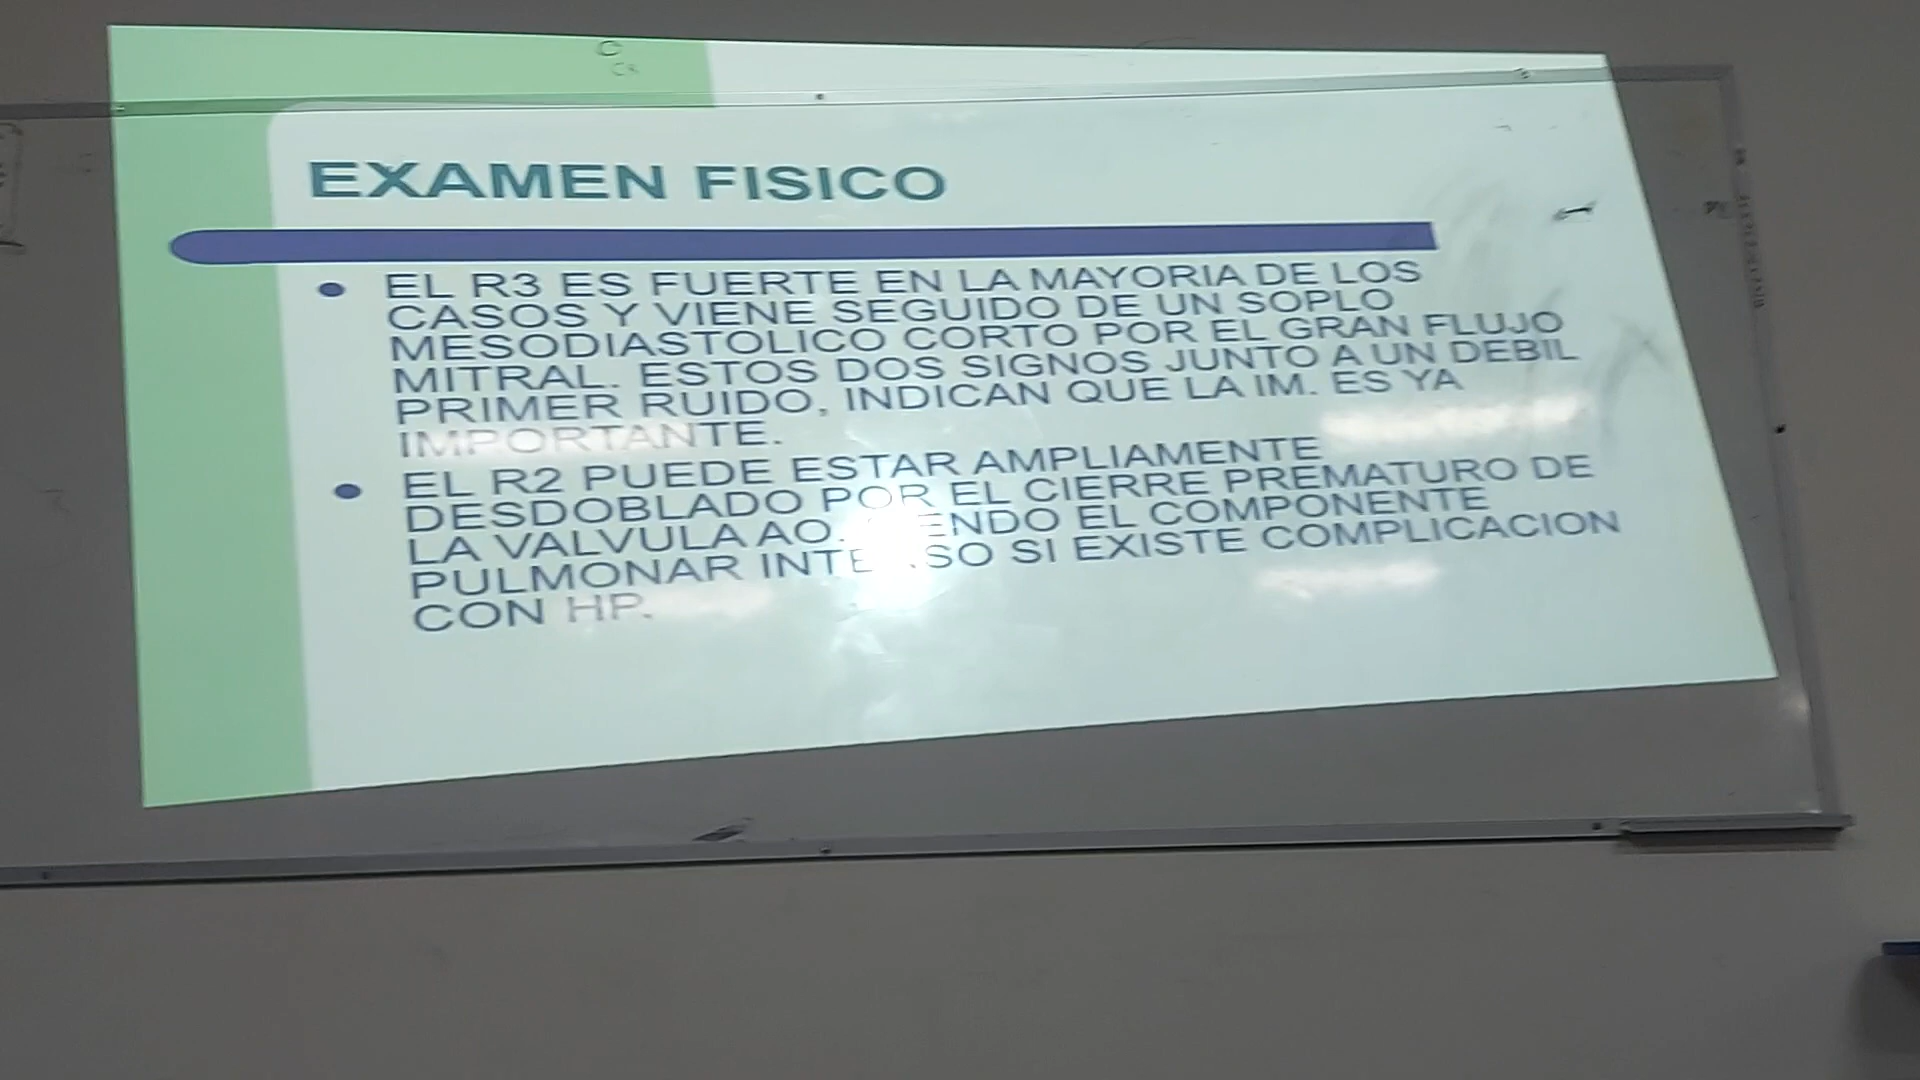 EXAMEN FISICO
EL R3 ES FUERTE EN LA MAYORIA DE LOS
CASOS Y VIENE SEGUIDO DE UN SOPLO
MESODIASTOLICO CORTO POR EL GRAN FLUJO
MITRAL. ESTOS DOS SIGNOS JUNTO A UN DEBIL
PRIMER RUIDO, INDICAN QUE LA IM. ES YA
IMPORTANTE.
EL R2 PUEDE ESTAR AMPLIAMENTE
DESDOBLADO POR EL CIERRE PREMATURO DE
LA VALVULA AO. EL COMPONENTE
PULMONAR SI EXISTE COMPLICACION
CON HP.